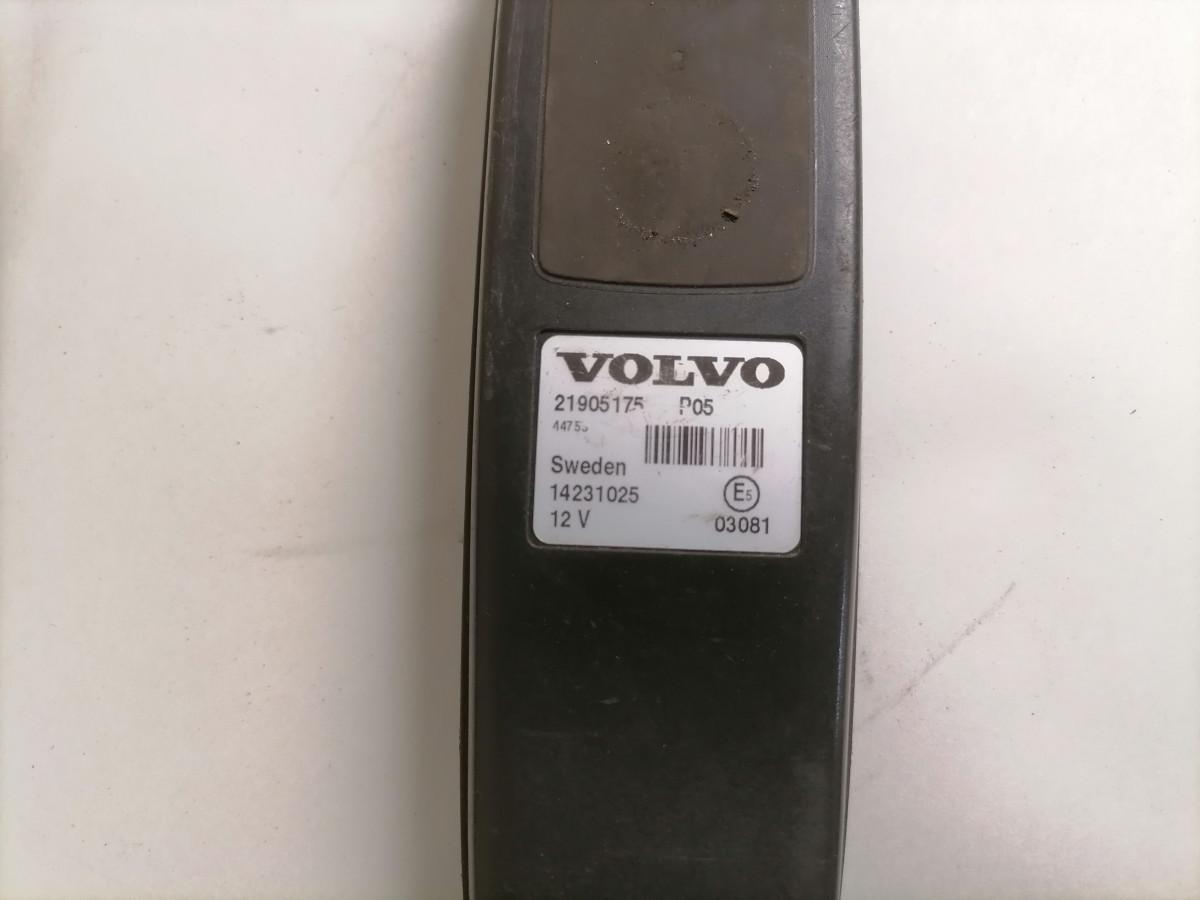 VOLVO
21905175 P05
Sweden
14231025 E5
12 V 03081